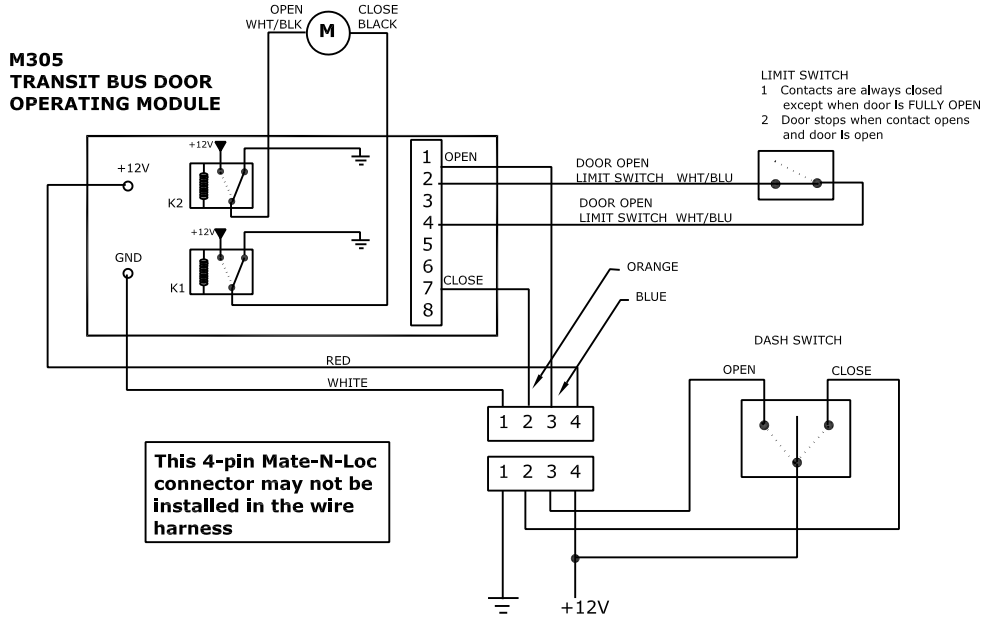 OPEN
WHT/BLK
M
CLOSE
BLACK
M305
TRANSIT BUS DOOR
OPERATING MODULE
LIMIT SWITCH
1 Contacts are always closed
except when door Is FULLY OPEN
2 Door stops when contact opens
and door Is open
+12V
+12V
K2
+12V
K1
GND
1
2
3
4
5
6
7
8
OPEN
CLOSE
DOOR OPEN
LIMIT SWITCH WHT/BLU
DOOR OPEN
LIMIT SWITCH WHT/BLU
ORANGE
BLUE
DASH SWITCH
OPEN
CLOSE
RED
WHITE
1 2 3 4
1 2 3 4
This 4-pin Mate-N-Loc
connector may not be
installed in the wire
harness
+12V